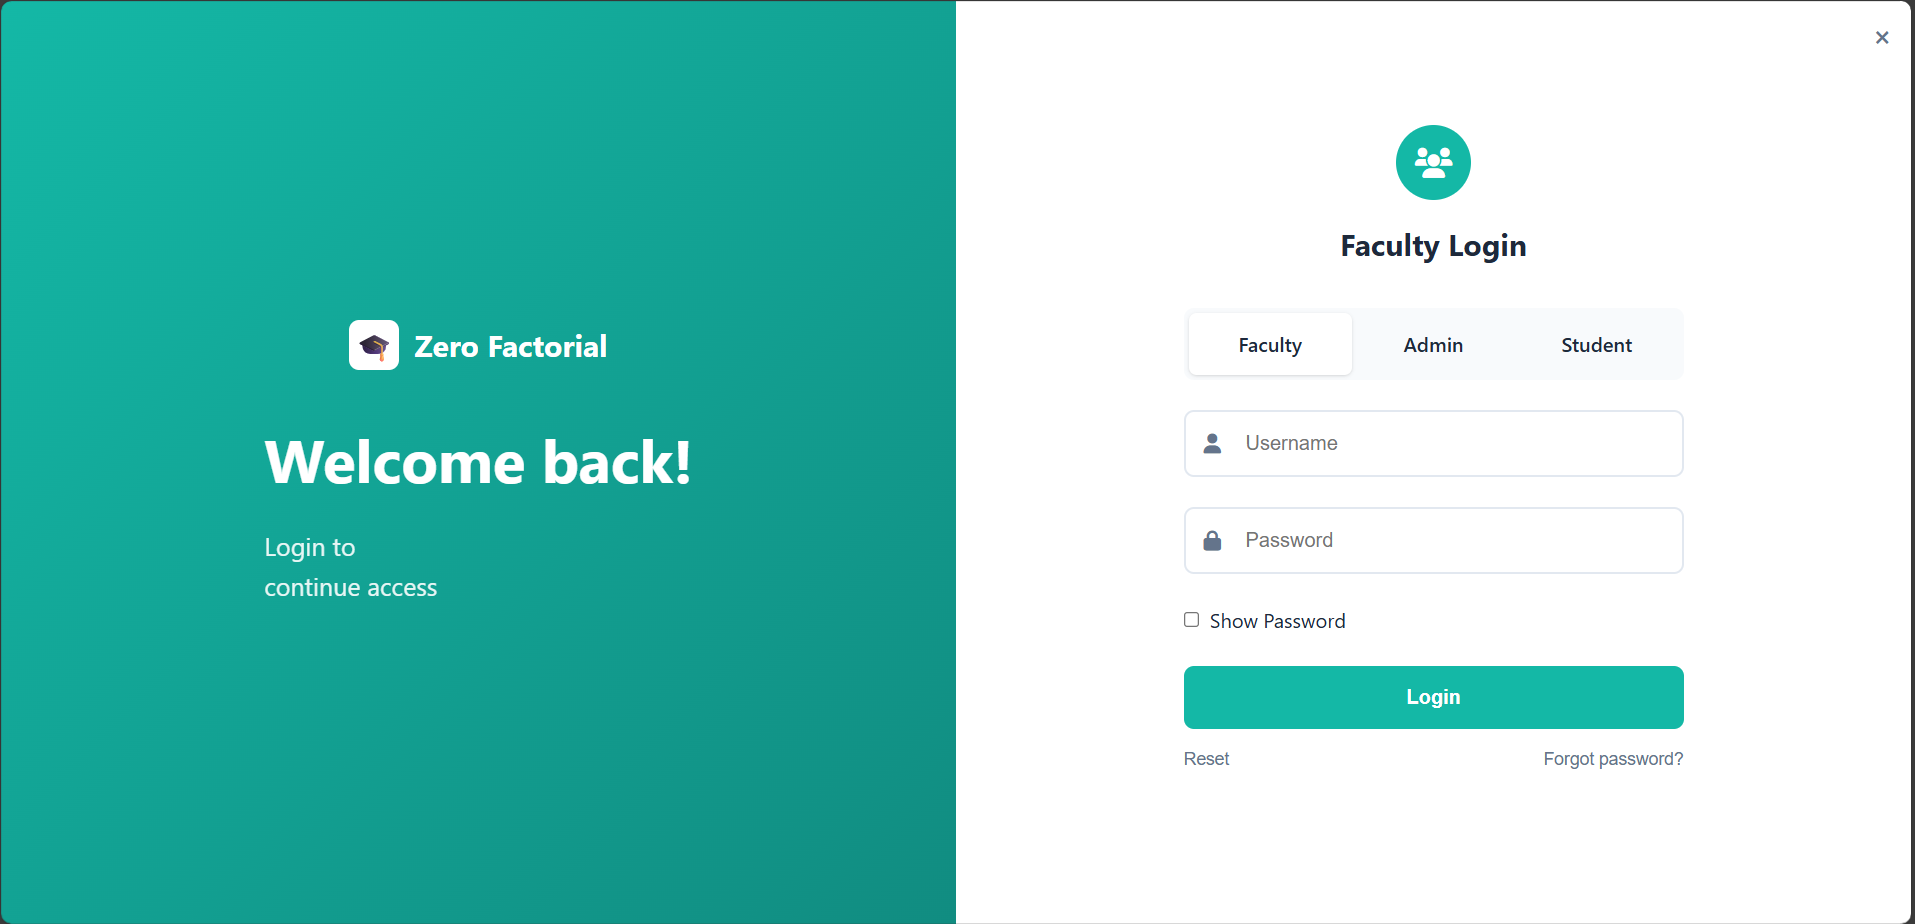 Zero Factorial
Welcome back!
Login to
continue access
×
Faculty Login
Faculty
Admin
Student
Username
Password
Show Password
Login
Reset
Forgot password?